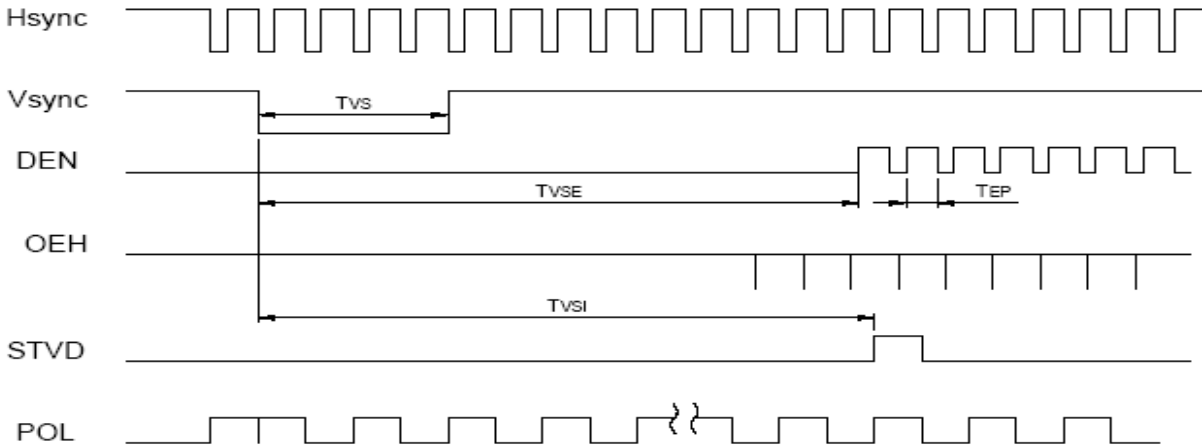 Hsync
Vsync
TVS
DEN
TVSE
TEP
OEH
TVSI
STVD
POL